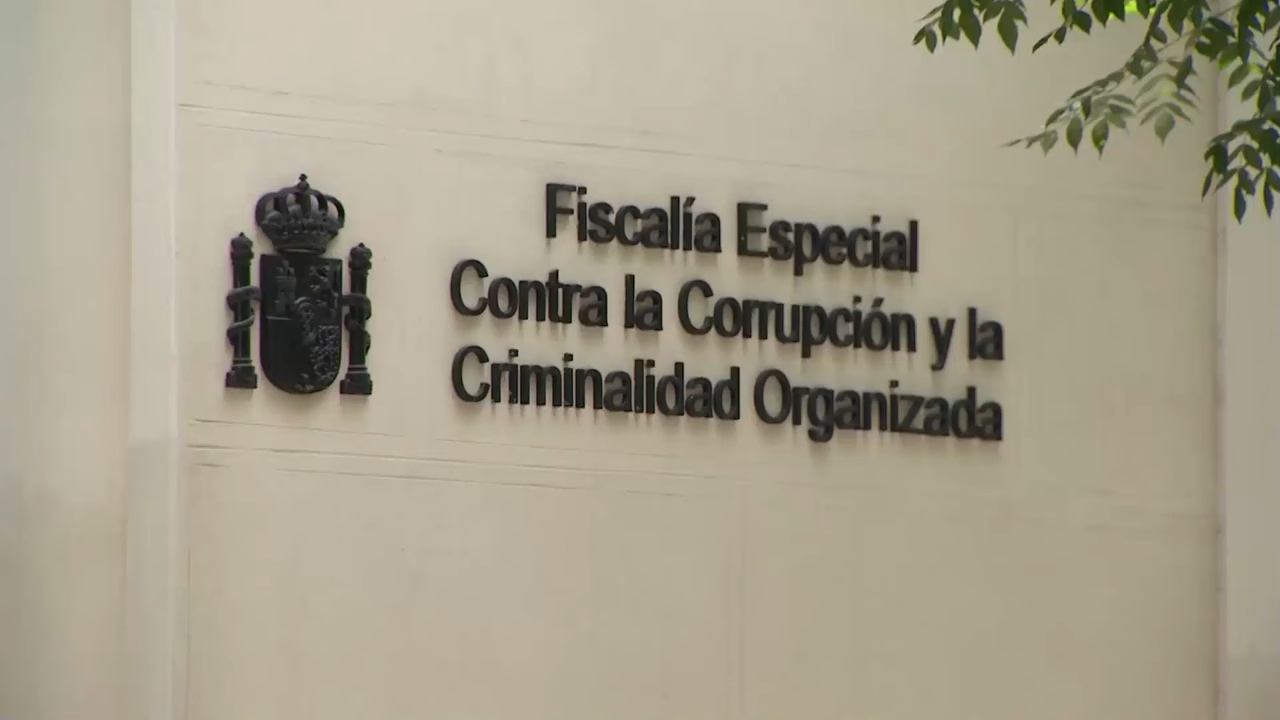 Fiscalía Especial
Contra la Corrupción y la
Criminalidad Organizada